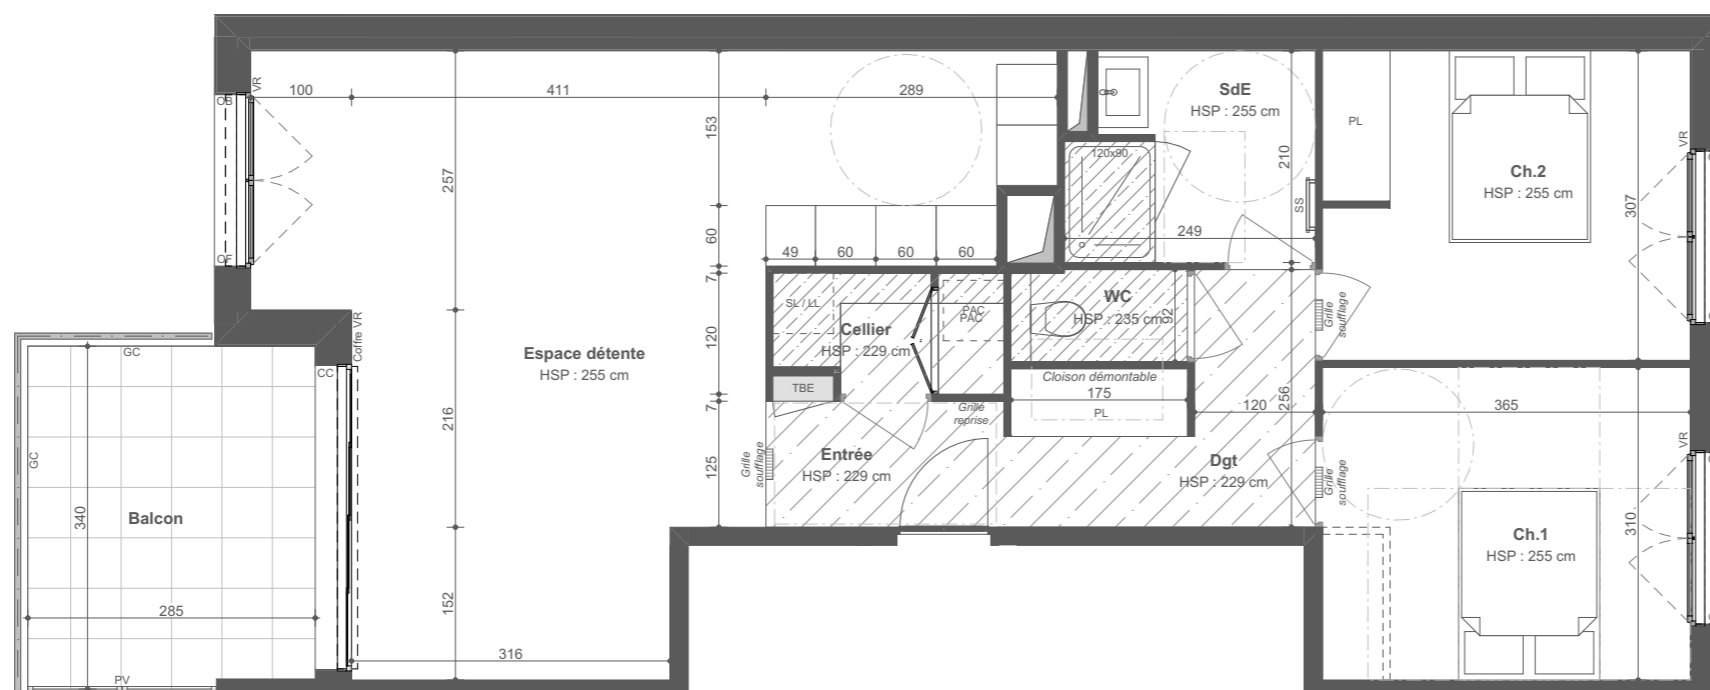 VR
OB
100
411
289
153
257
OF
60
49
60
60
60
7
SdE
HSP : 255 cm
120x90
210
SS
249
PL
Ch.2
HSP : 255 cm
VR
307
SL / LL
PAC
PAC
Cellier
HSP : 229 cm
120
WC
HSP : 235 cm
92
Grille
soufflage
GC
Coffre VR
CC
Espace détente
HSP : 255 cm
TBE
7
Cloison démontable
175
PL
120
256
365
Grille
reprise
216
GC
Entrée
HSP : 229 cm
125
Grille
soufflage
Dgt
HSP : 229 cm
Grille
soufflage
VR
340
Balcon
Ch.1
HSP : 255 cm
310
285
152
316
PV